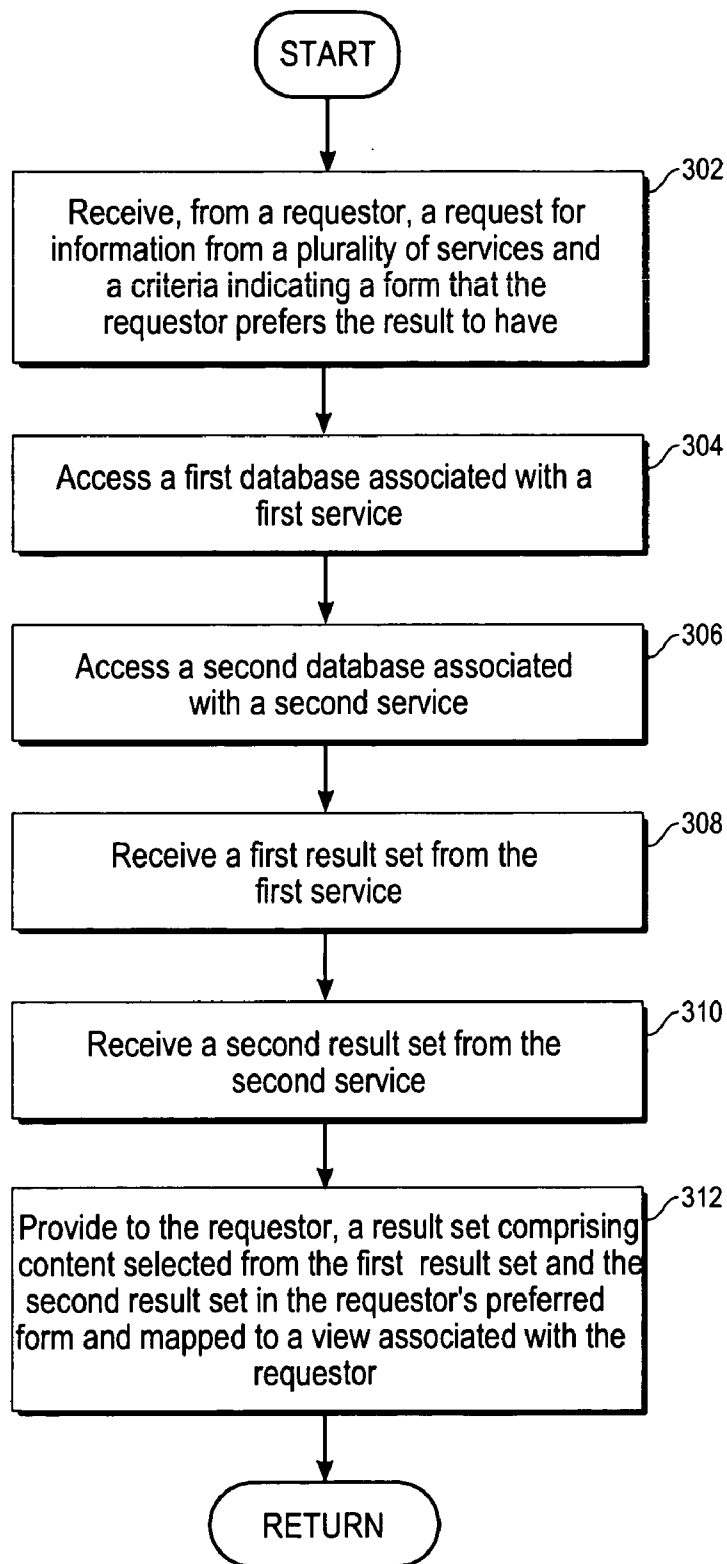 START
302
Receive, from a requestor, a request for
information from a plurality of services and
a criteria indicating a form that the
requestor prefers the result to have
304
Access a first database associated with a
first service
306
Access a second database associated
with a second service
308
Receive a first result set from the
first service
310
Receive a second result set from the
second service
312
Provide to the requestor, a result set comprising
content selected from the first result set and the
second result set in the requestor's preferred
form and mapped to a view associated with the
requestor
RETURN